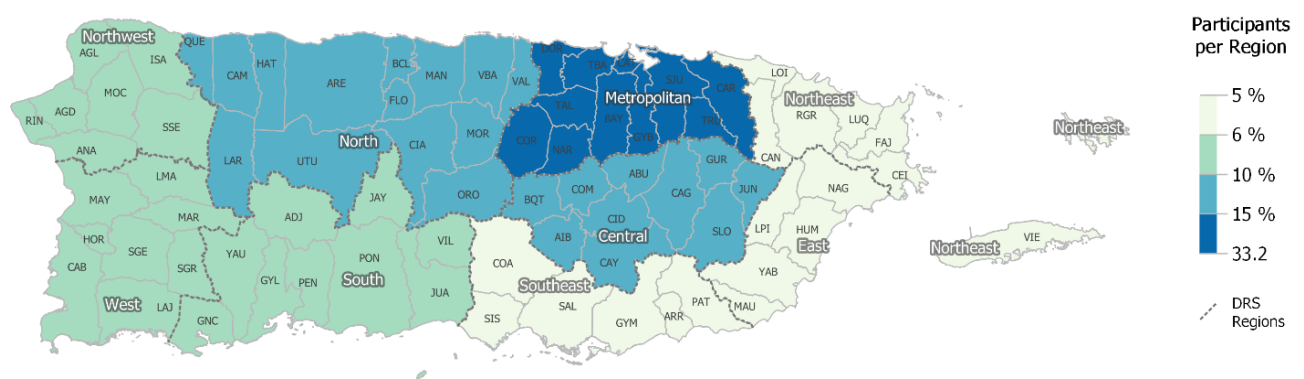 Northwest
AGL
ISA
MOC
RIN
AGD
SSE
ANA
QUE
CAM
HAT
ARE
BCL
MAN
VBA
VAL
FLO
MOR
CIA
North
LAR
UTU
ORO
DOR
TBA
CAT
SJU
CAR
TAL
Metropolitan
BAY
GYB
TRU
COR
NAR
LOI
Northeast
RGR
LUQ
FAJ
CAN
CEI
Northeast
Northeast
VIE
LMA
MAY
MAR
HOR
SGE
CAB
SGR
West
LAJ
ADJ
JAY
YAU
VIL
PON
GYL
PEN
South
JUA
GNC
BQT
COM
ABU
GUR
CAG
JUN
CID
AIB
Central
SLO
CAY
NAG
LPI
HUM
East
YAB
MAU
COA
Southeast
SIS
SAL
GYM
ARR
PAT
Participants
per Region
5 %
6 %
10 %
15 %
33.2
DRS
Regions